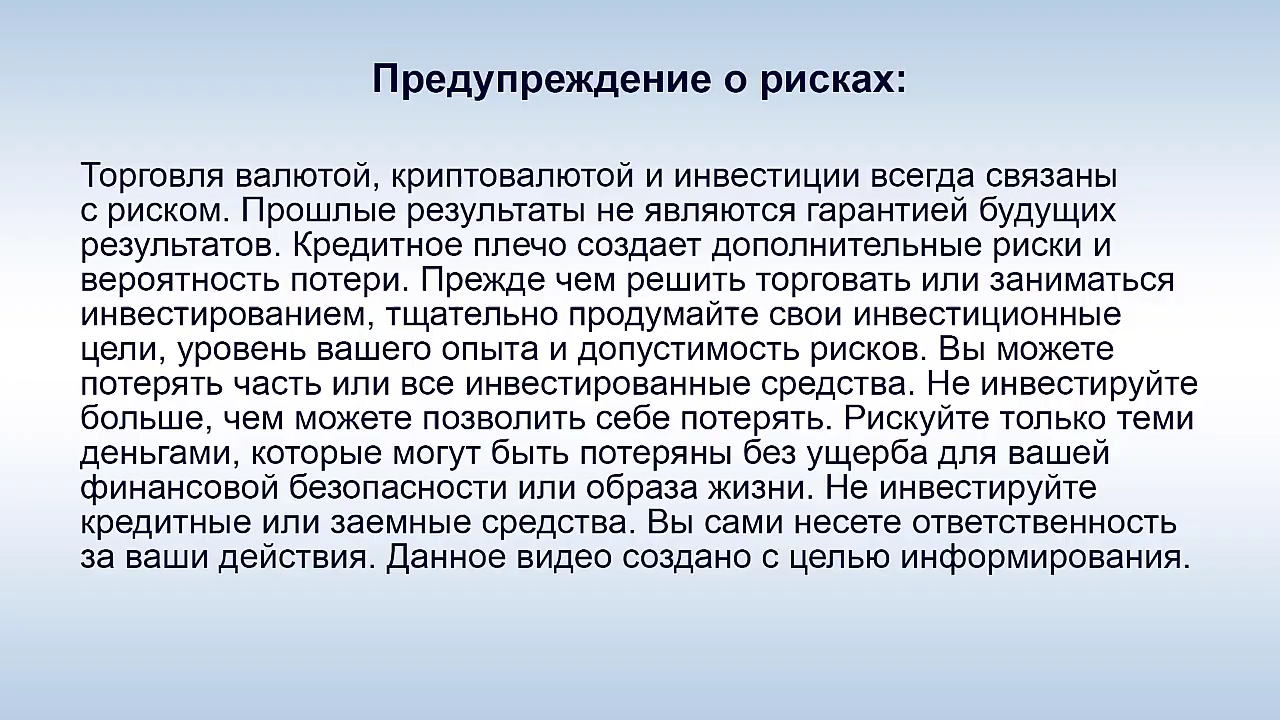 Предупреждение о рисках:
Торговля валютой, криптовалютой и инвестиции всегда связаны
с риском. Прошлые результаты не являются гарантией будущих
результатов. Кредитное плечо создает дополнительные риски и
вероятность потери. Прежде чем решить торговать или заниматься
инвестированием, тщательно продумайте свои инвестиционные
цели, уровень вашего опыта и допустимость рисков. Вы можете
потерять часть или все инвестированные средства. Не инвестируйте
больше, чем можете позволить себе потерять. Рискуйте только теми
деньгами, которые могут быть потеряны без ущерба для вашей
финансовой безопасности или образа жизни. Не инвестируйте
кредитные или заемные средства. Вы сами несете ответственность
за ваши действия. Данное видео создано с целью информирования.